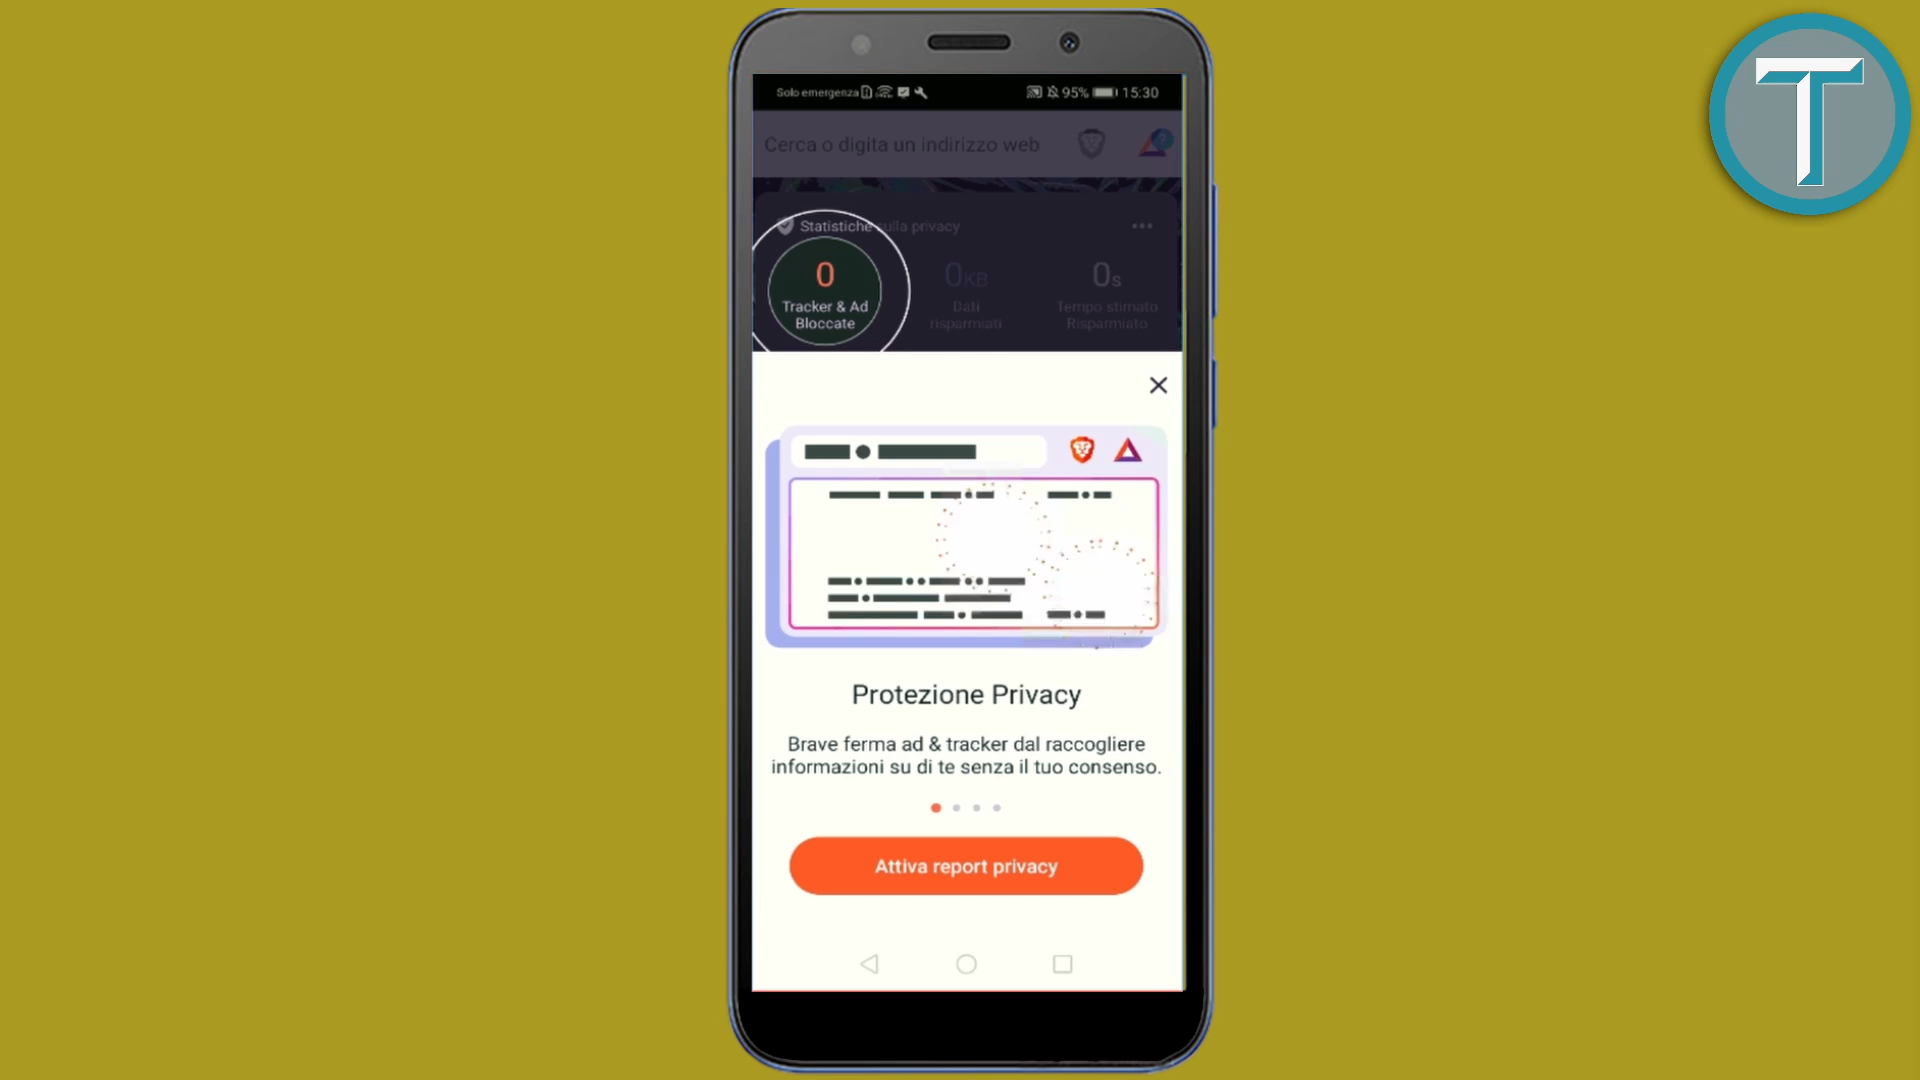 Solo emergenza
95% 15:30
Cerca o digita un indirizzo web
Statistiche sulla privacy
0
Tracker & Ad
Bloccate
0KB
Dati
risparmiati
0s
Tempo stimato
Risparmiato
Protezione Privacy
Brave ferma ad & tracker dal raccogliere
informazioni su di te senza il tuo consenso.
Attiva report privacy
T